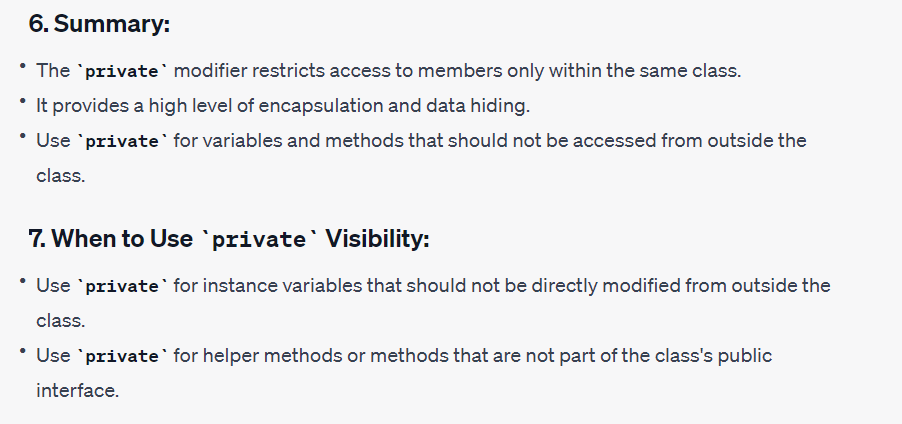 6. Summary:
• The `private` modifier restricts access to members only within the same class.
• It provides a high level of encapsulation and data hiding.
• Use `private` for variables and methods that should not be accessed from outside the
class.
7. When to Use `private` Visibility:
• Use `private` for instance variables that should not be directly modified from outside the
class.
• Use `private` for helper methods or methods that are not part of the class's public
interface.